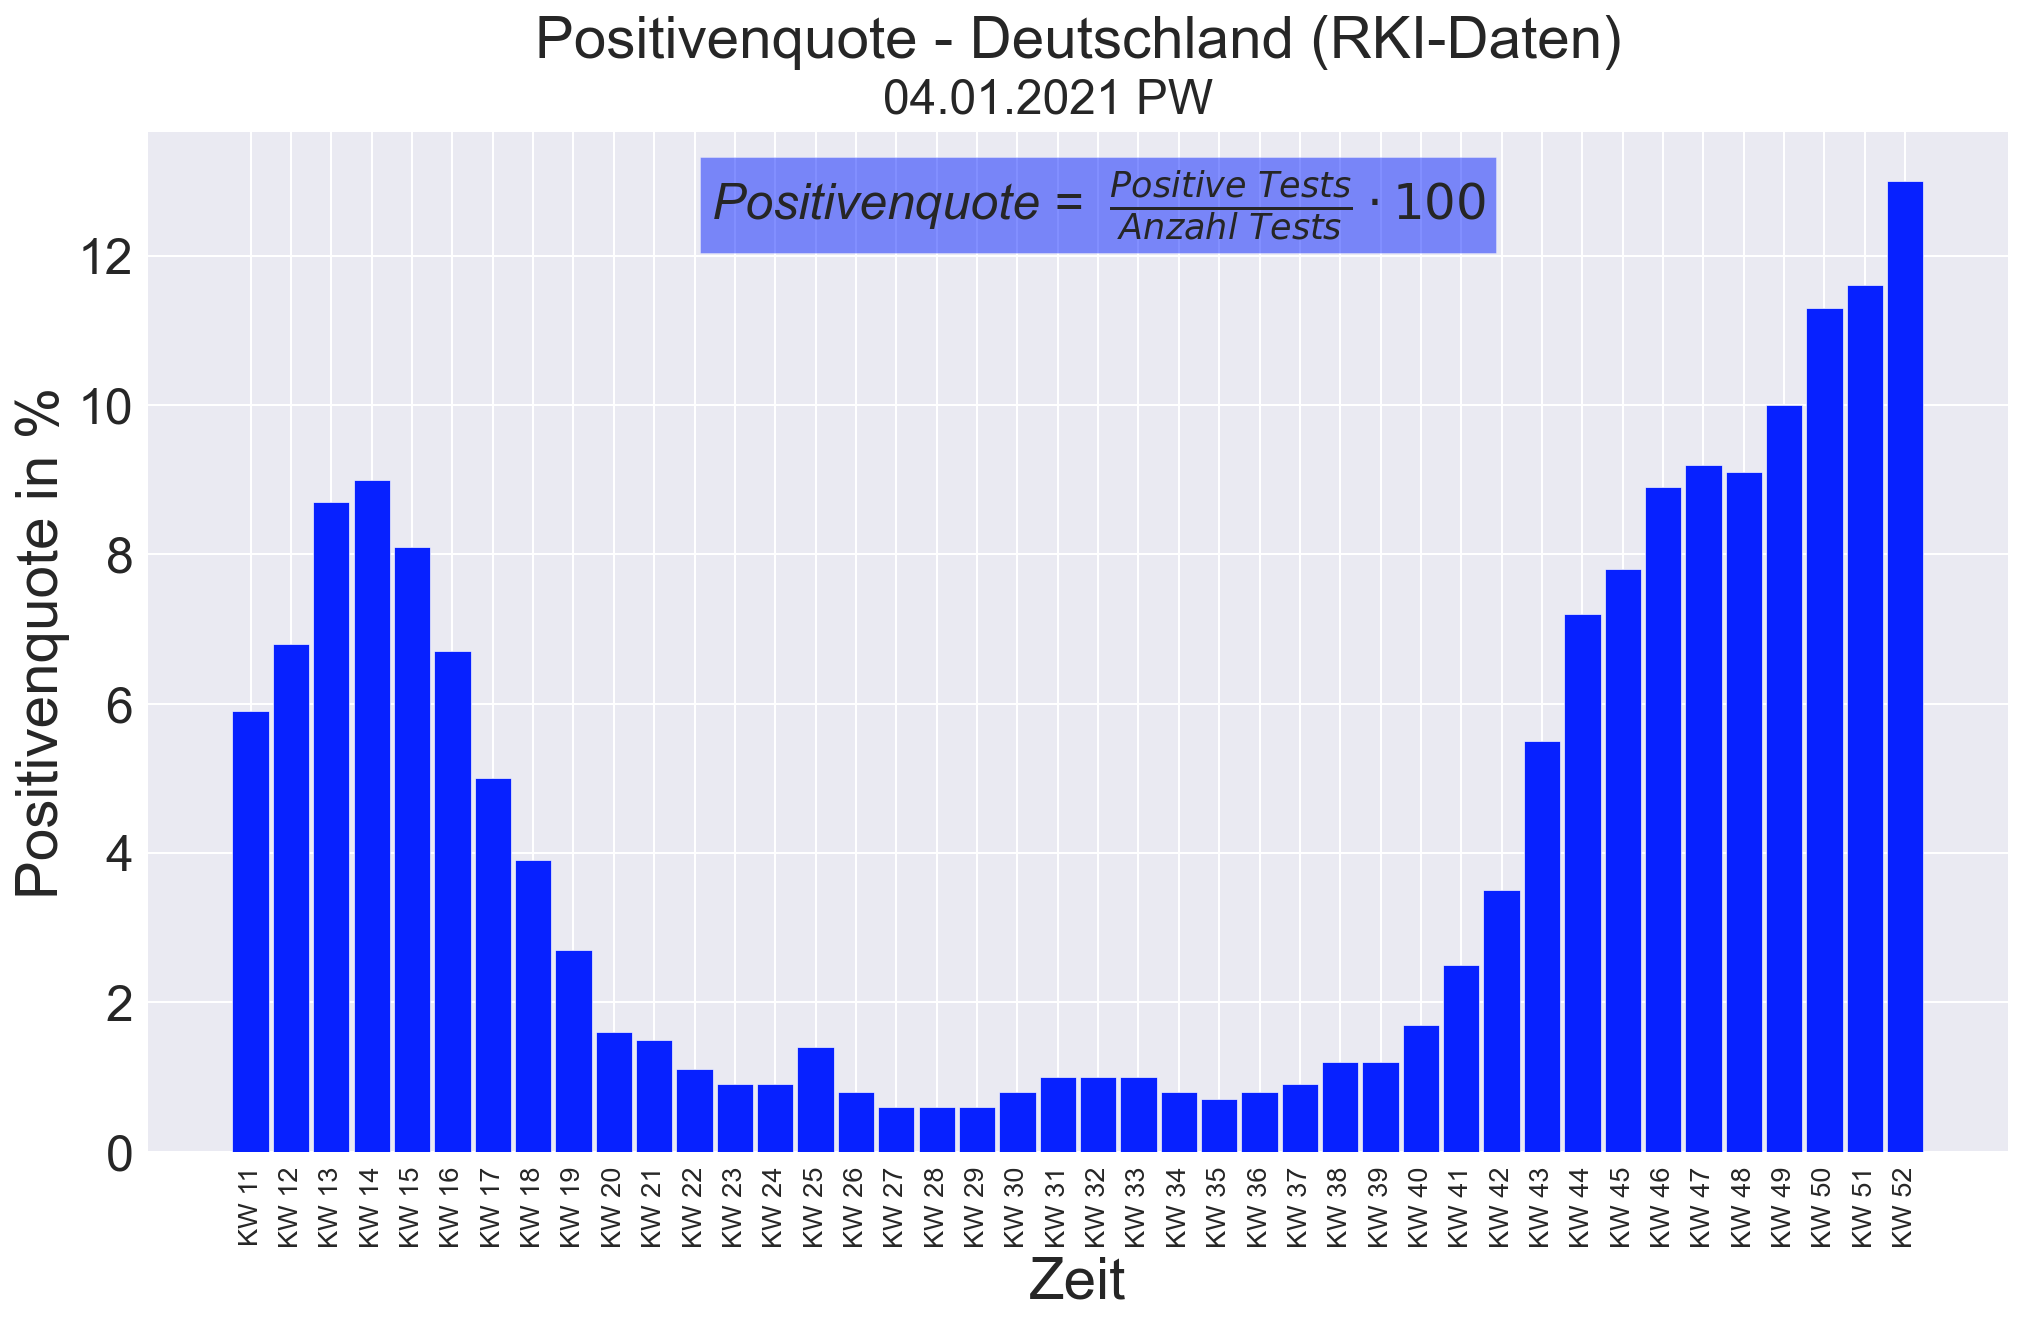 Positivenquote - Deutschland (RKI-Daten)
04.01.2021 PW
Positivenquote = Positive Tests / Anzahl Tests · 100
Positivenquote in %
12
10
8
6
4
2
0
KW 11
KW 12
KW 13
KW 14
KW 15
KW 16
KW 17
KW 18
KW 19
KW 20
KW 21
KW 22
KW 23
KW 24
KW 25
KW 26
KW 27
KW 28
KW 29
KW 30
KW 31
KW 32
KW 33
KW 34
KW 35
KW 36
KW 37
KW 38
KW 39
KW 40
KW 41
KW 42
KW 43
KW 44
KW 45
KW 46
KW 47
KW 48
KW 49
KW 50
KW 51
KW 52
Zeit